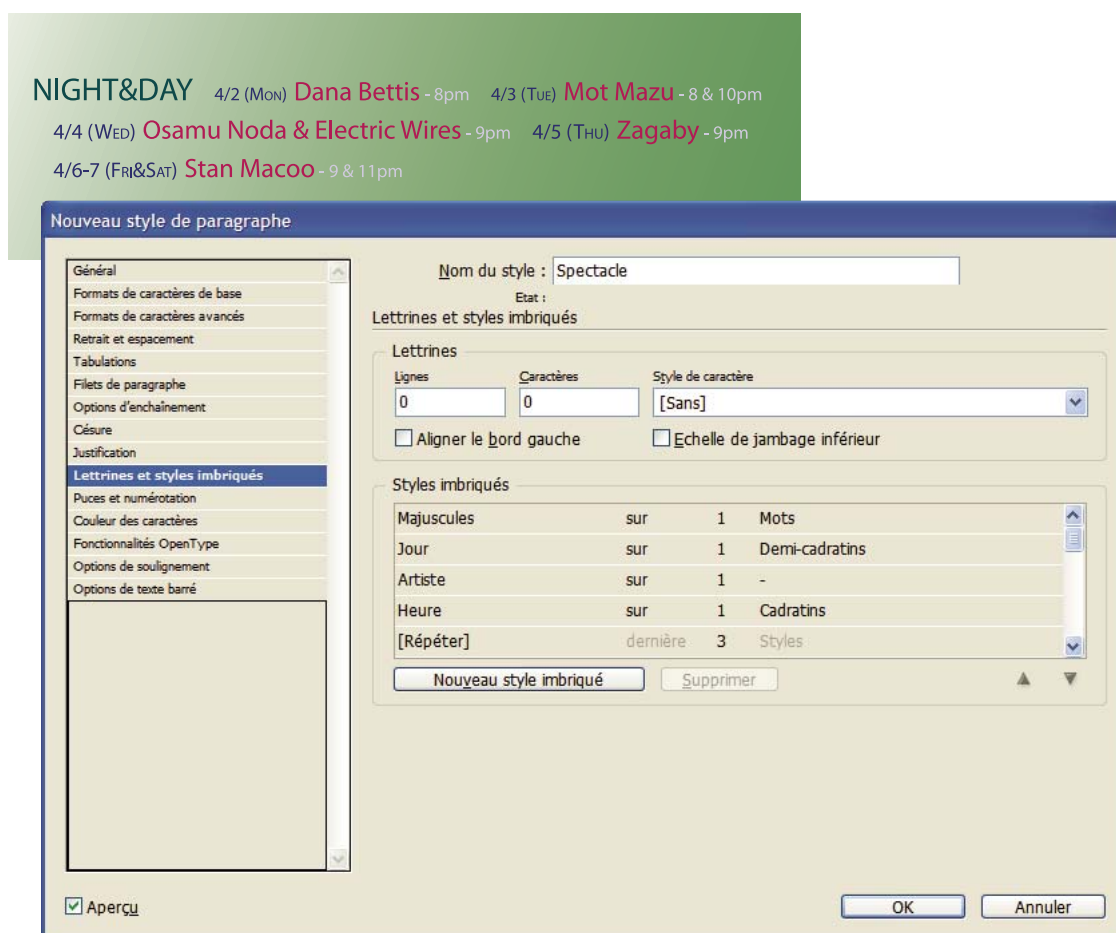 NIGHT&DAY 4/2 (Mon) Dana Bettis - 8pm 4/3 (Tue) Mot Mazu - 8 & 10pm
4/4 (Wed) Osamu Noda & Electric Wires - 9pm 4/5 (Thu) Zagaby - 9pm
4/6-7 (Fri&Sat) Stan Macoo - 9 & 11pm
Nouveau style de paragraphe
Général
Formats de caractères de base
Formats de caractères avancés
Retrait et espacement
Tabulations
Filets de paragraphe
Options d'enchaînement
Césure
Justification
Lettrines et styles imbriqués
Puces et numérotation
Couleur des caractères
Fonctionnalités OpenType
Options de soulignement
Options de texte barré
Nom du style : Spectacle
Etat :
Lettrines et styles imbriqués
Lettrines
Lignes Caractères Style de caractère
0 0 [Sans]
Aligner le bord gauche Echelle de jambage inférieur
Styles imbriqués
Majuscules sur 1 Mots
Jour sur 1 Demi-cadratins
Artiste sur 1 -
Heure sur 1 Cadratins
[Répéter] dernière 3 Styles
Nouveau style imbriqué Supprimer
Aperçu OK Annuler